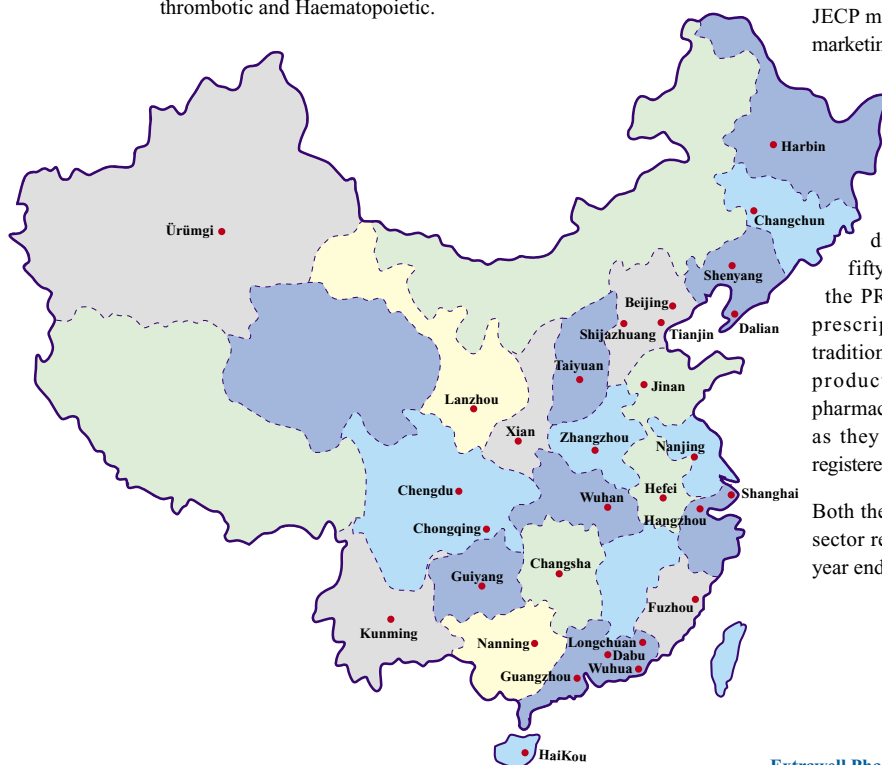 thrombotic and Haematopoietic.
JECP m
marketin
Harbin
Changchun
Ürümgi
d
fifty
Shenyang
the PR
Beijing
prescrip
Dalian
Shijazhuang
Tianjin
tradition
Taiyuan
produc
Jinan
pharmac
Lanzhou
as they
Xian
Zhangzhou
Nanjing
registere
Chengdu
Wuhan
Hefei
Shanghai
Hangzhou
Both the
Chongqing
sector re
Changsha
year end
Guiyang
Fuzhou
Kunming
Nanning
Longchuan
Dabu
Wuhua
Guangzhou
HaiKou
Extrawell Pha